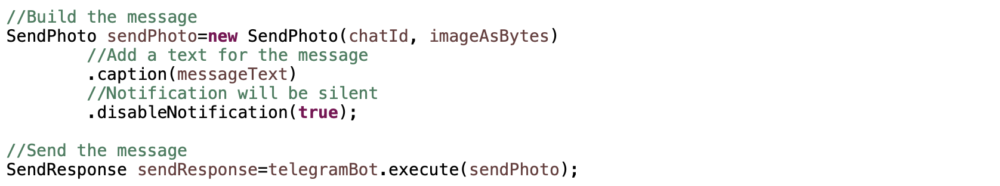 //Build the message
SendPhoto sendPhoto=new SendPhoto(chatId, imageAsBytes)
        //Add a text for the message
        .caption(messageText)
        //Notification will be silent
        .disableNotification(true);

//Send the message
SendResponse sendResponse=telegramBot.execute(sendPhoto);